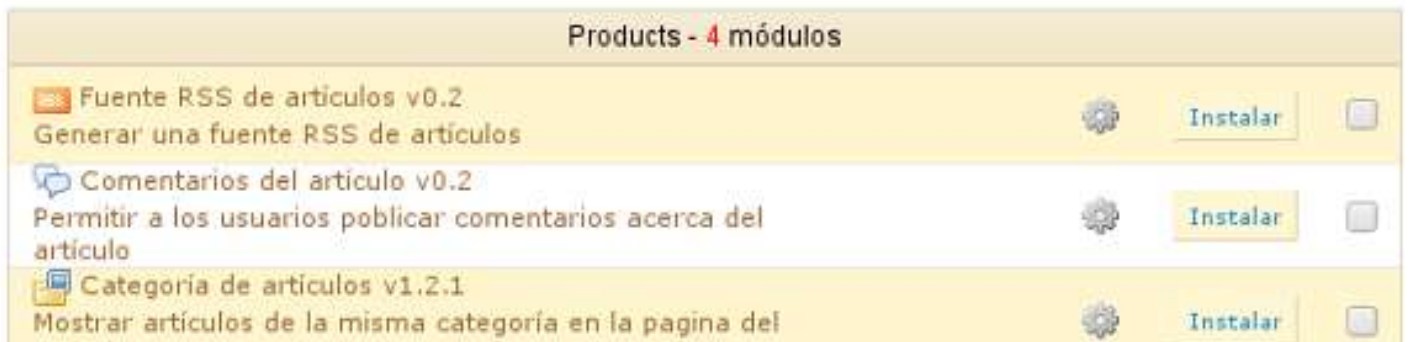 Products - 4 módulos
Fuente RSS de artículos v0.2
Generar una fuente RSS de artículos
Instalar
Comentarios del artículo v0.2
Permitir a los usuarios poblicar comentarios acerca del
artículo
Instalar
Categoría de artículos v1.2.1
Mostrar artículos de la misma categoría en la pagina del
Instalar